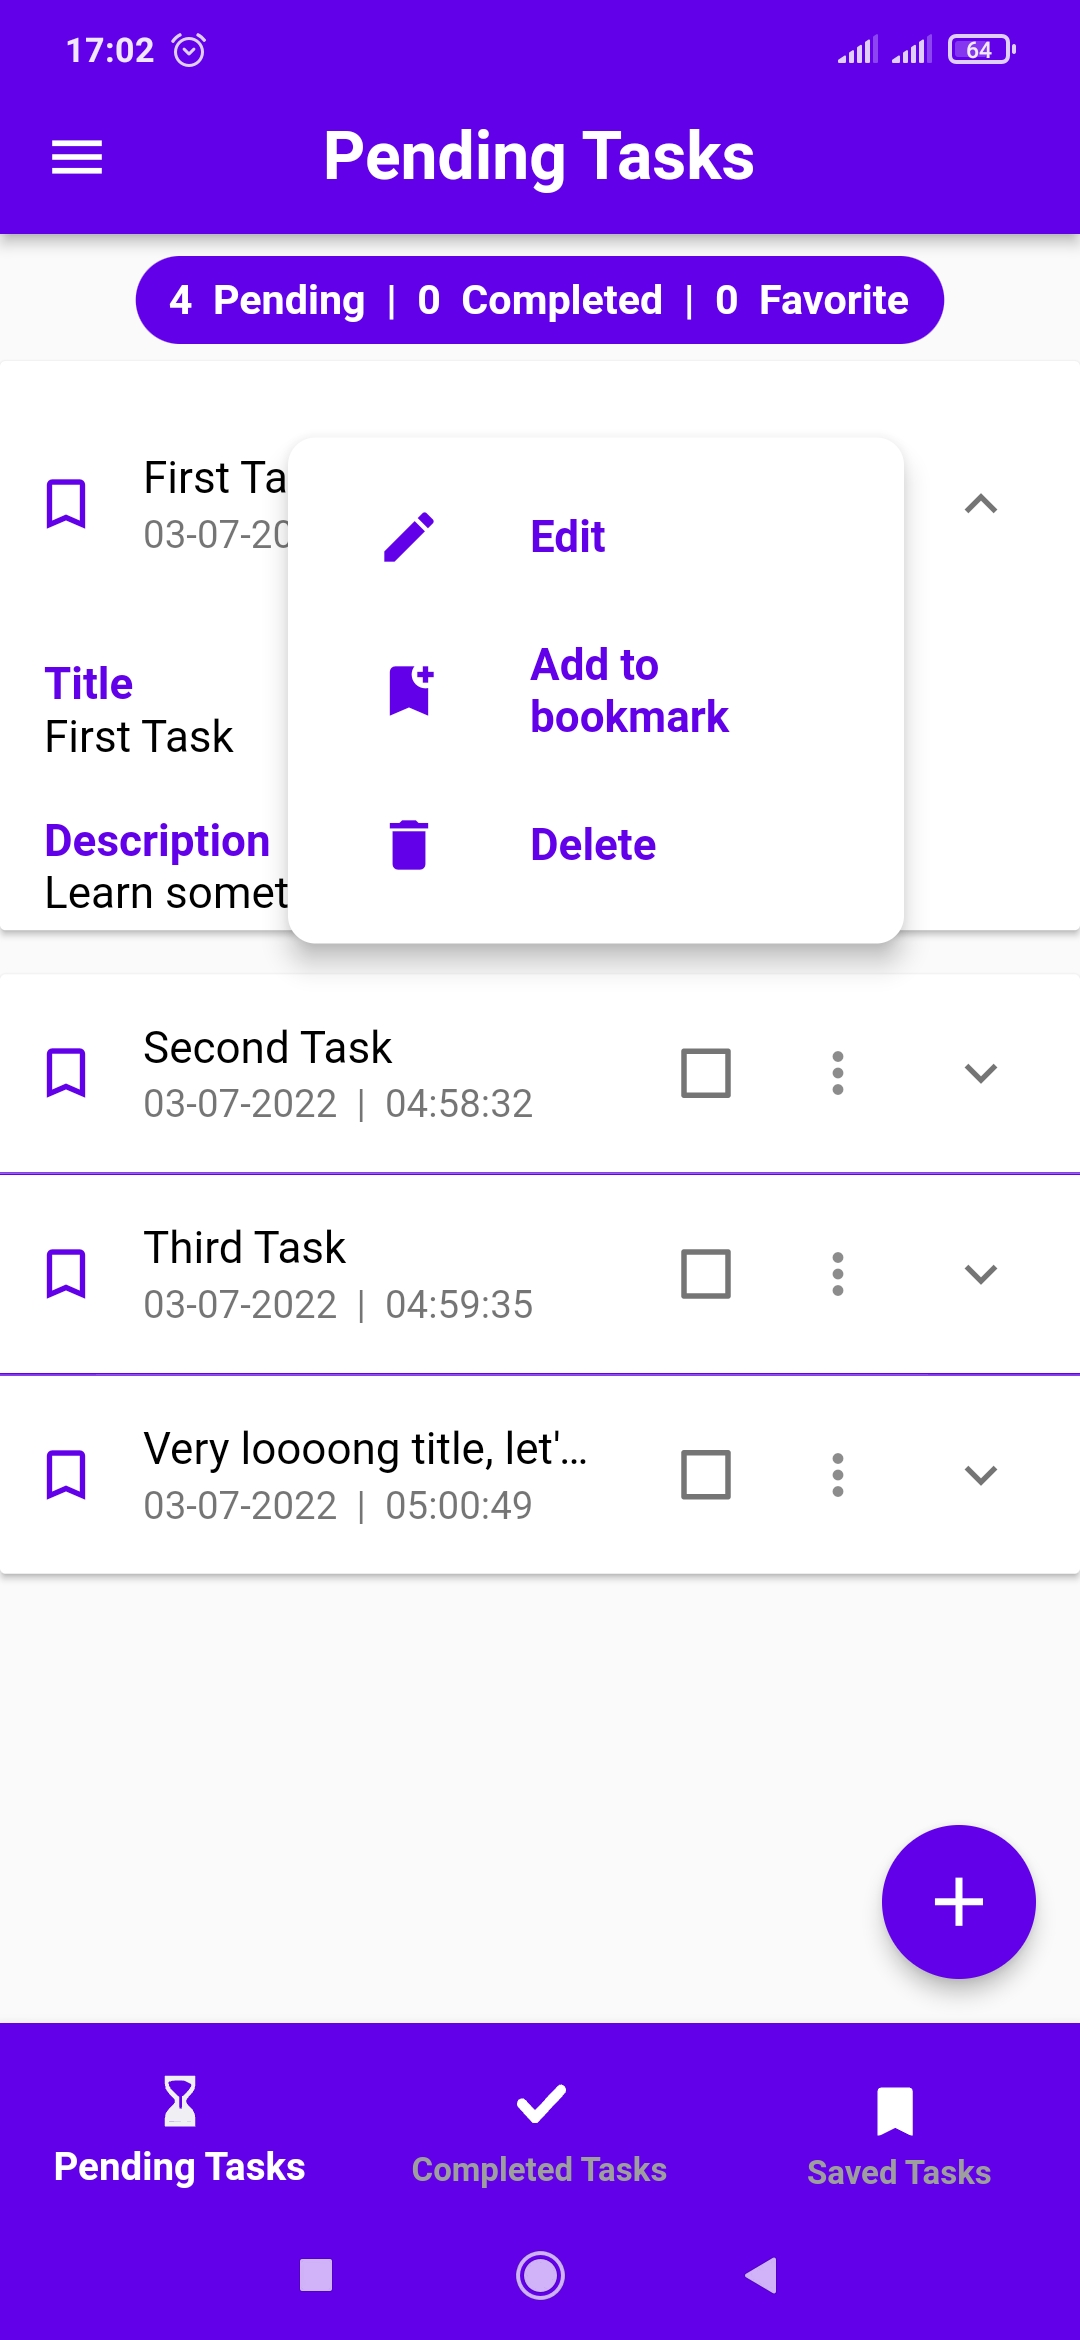 17:02
64
Pending Tasks
4 Pending | 0 Completed | 0 Favorite
First Ta
03-07-20
Edit
Add to
bookmark
Delete
Title
First Task
Description
Learn somet
Second Task
03-07-2022 | 04:58:32
Third Task
03-07-2022 | 04:59:35
Very loooong title, let'...
03-07-2022 | 05:00:49
Pending Tasks
Completed Tasks
Saved Tasks